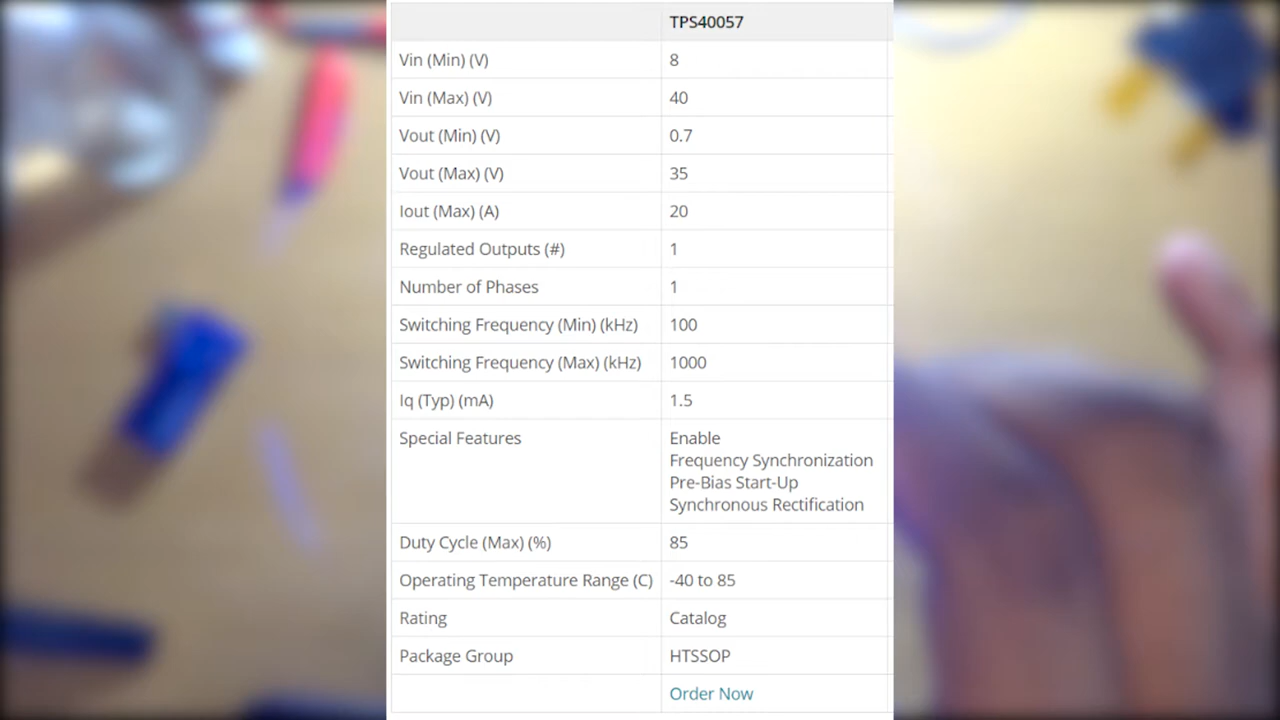 TPS40057
Vin (Min) (V) 8
Vin (Max) (V) 40
Vout (Min) (V) 0.7
Vout (Max) (V) 35
Iout (Max) (A) 20
Regulated Outputs (#) 1
Number of Phases 1
Switching Frequency (Min) (kHz) 100
Switching Frequency (Max) (kHz) 1000
Iq (Typ) (mA) 1.5
Special Features Enable
Frequency Synchronization
Pre-Bias Start-Up
Synchronous Rectification
Duty Cycle (Max) (%) 85
Operating Temperature Range (C) -40 to 85
Rating Catalog
Package Group HTSSOP
Order Now